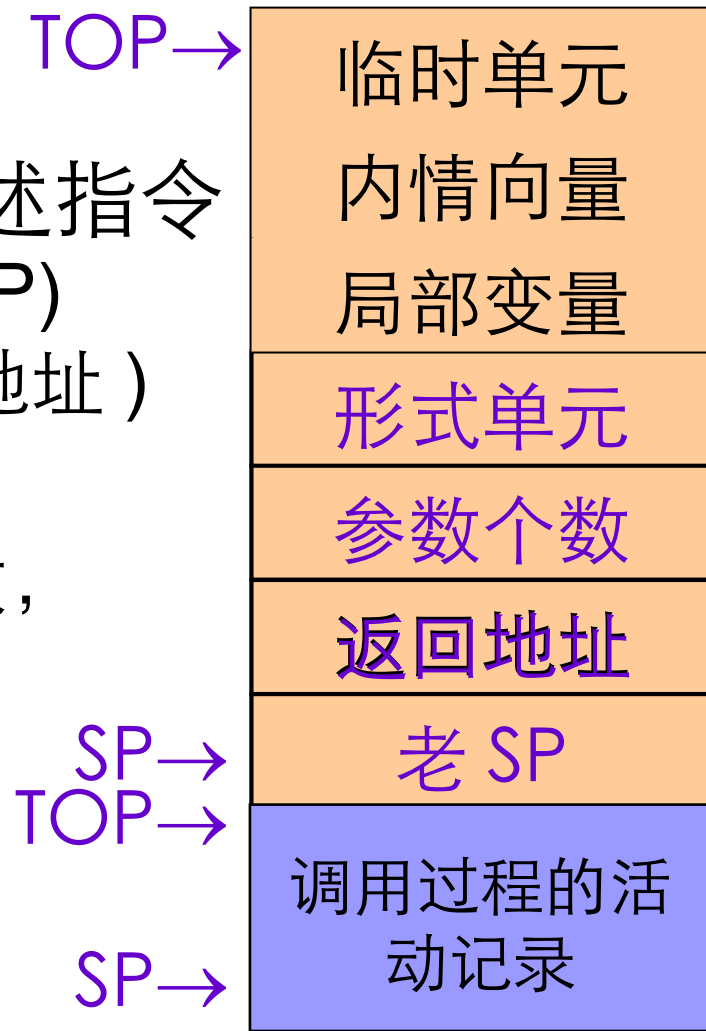 TOP→
临时单元
述指令
内情向量
P)
局部变量
地址)
形式单元
参数个数
,
返回地址
SP→
老 SP
TOP→
调用过程的活
动记录
SP→